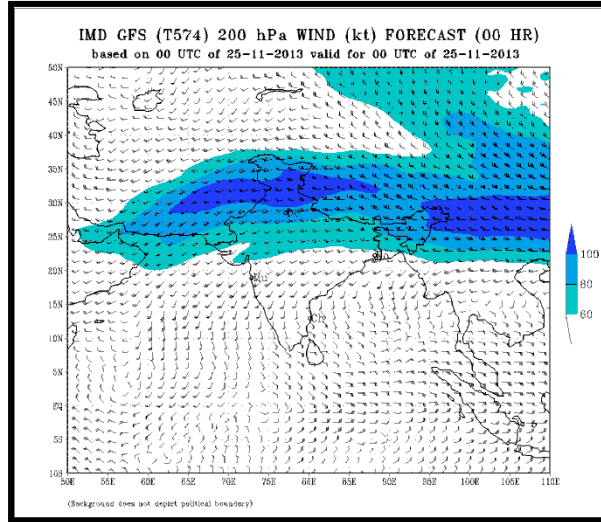 IMD GFS (T574) 200 hPa WIND (kt) FORECAST (00 HR)
based on 00 UTC of 25-11-2013 valid for 00 UTC of 25-11-2013
50N
45N
40N
35N
30N
25N
20N
15N
10N
5N
EQ
5S
10S
50E 55E 60E 65E 70E 75E 80E 85E 90E 95E 100E 105E 110E
Mu
100
80
60
(Background does not depict political boundary)